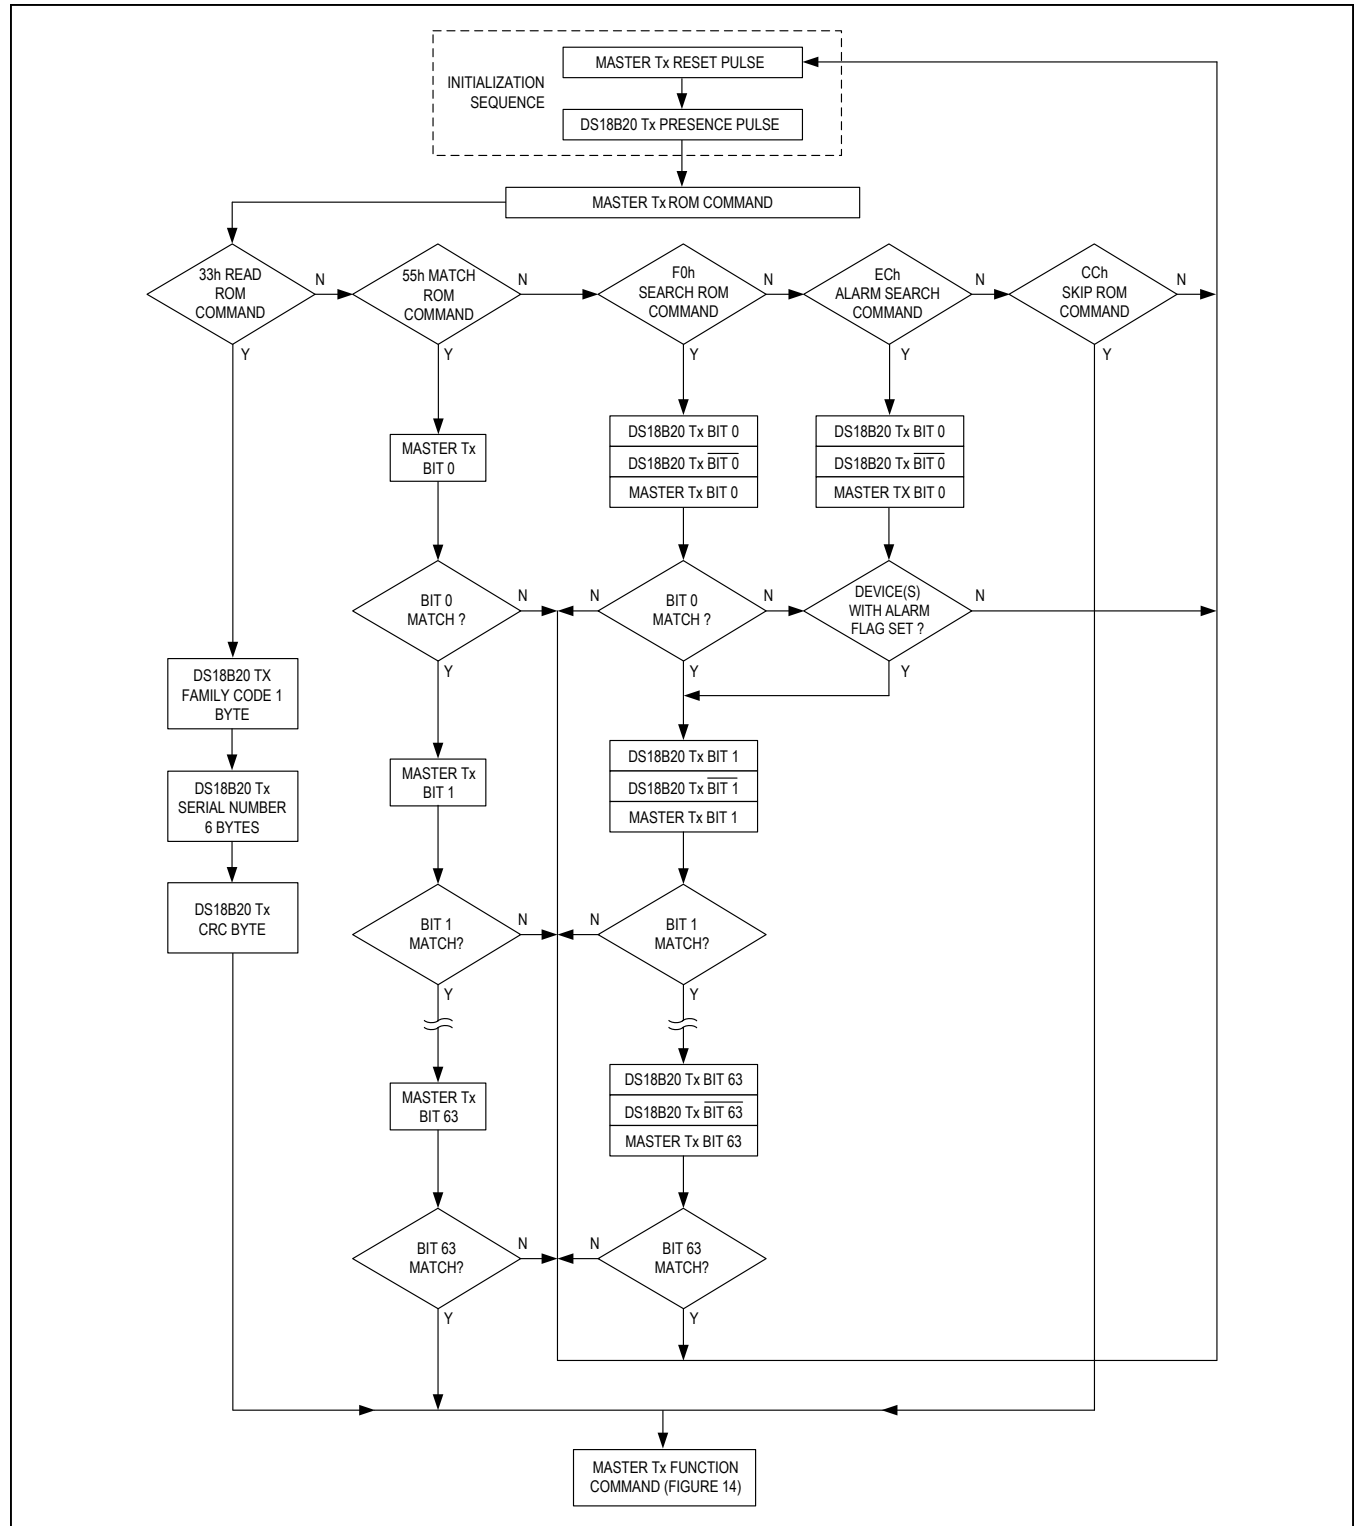 MASTER Tx RESET PULSE
INITIALIZATION
SEQUENCE
DS18B20 Tx PRESENCE PULSE
MASTER Tx ROM COMMAND
33h READ
ROM
COMMAND
N
Y
55h MATCH
ROM
COMMAND
N
Y
F0h
SEARCH ROM
COMMAND
N
Y
ECh
ALARM SEARCH
COMMAND
N
Y
CCh
SKIP ROM
COMMAND
N
Y
MASTER Tx
BIT 0
DS18B20 Tx BIT 0
DS18B20 Tx B̅I̅T̅ ̅0̅
MASTER Tx BIT 0
DS18B20 Tx BIT 0
DS18B20 Tx B̅I̅T̅ ̅0̅
MASTER TX BIT 0
BIT 0
MATCH ?
N
Y
N
BIT 0
MATCH ?
N
Y
DEVICE(S)
WITH ALARM
FLAG SET ?
N
Y
DS18B20 TX
FAMILY CODE 1
BYTE
DS18B20 Tx
SERIAL NUMBER
6 BYTES
DS18B20 Tx
CRC BYTE
MASTER Tx
BIT 1
DS18B20 Tx BIT 1
DS18B20 Tx B̅I̅T̅ ̅1̅
MASTER Tx BIT 1
BIT 1
MATCH?
N
Y
N
BIT 1
MATCH?
Y
MASTER Tx
BIT 63
DS18B20 Tx BIT 63
DS18B20 Tx B̅I̅T̅ ̅6̅3̅
MASTER Tx BIT 63
BIT 63
MATCH?
N
Y
N
BIT 63
MATCH?
Y
MASTER Tx FUNCTION
COMMAND (FIGURE 14)